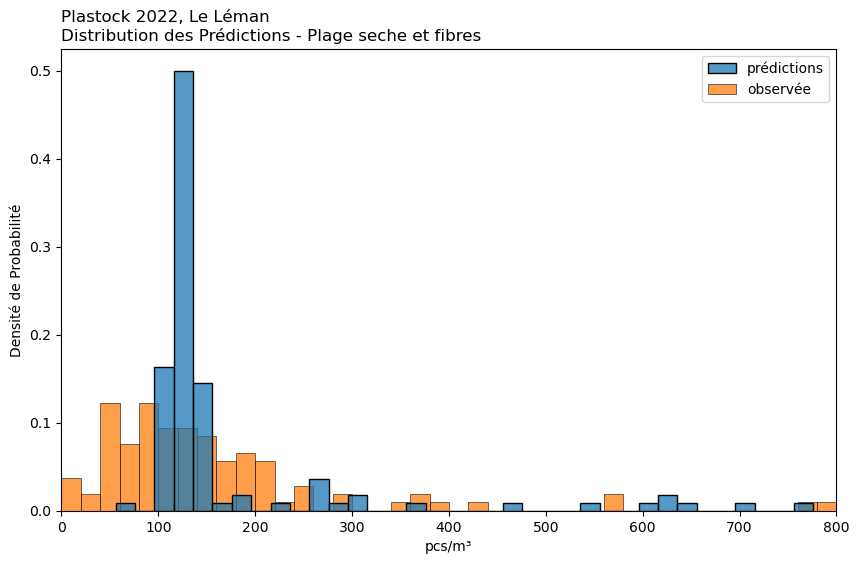 Plastock 2022, Le Léman
Distribution des Prédictions - Plage seche et fibres
prédictions
observée
Densité de Probabilité
0.5
0.4
0.3
0.2
0.1
0.0
0 100 200 300 400 500 600 700 800
pcs/m³